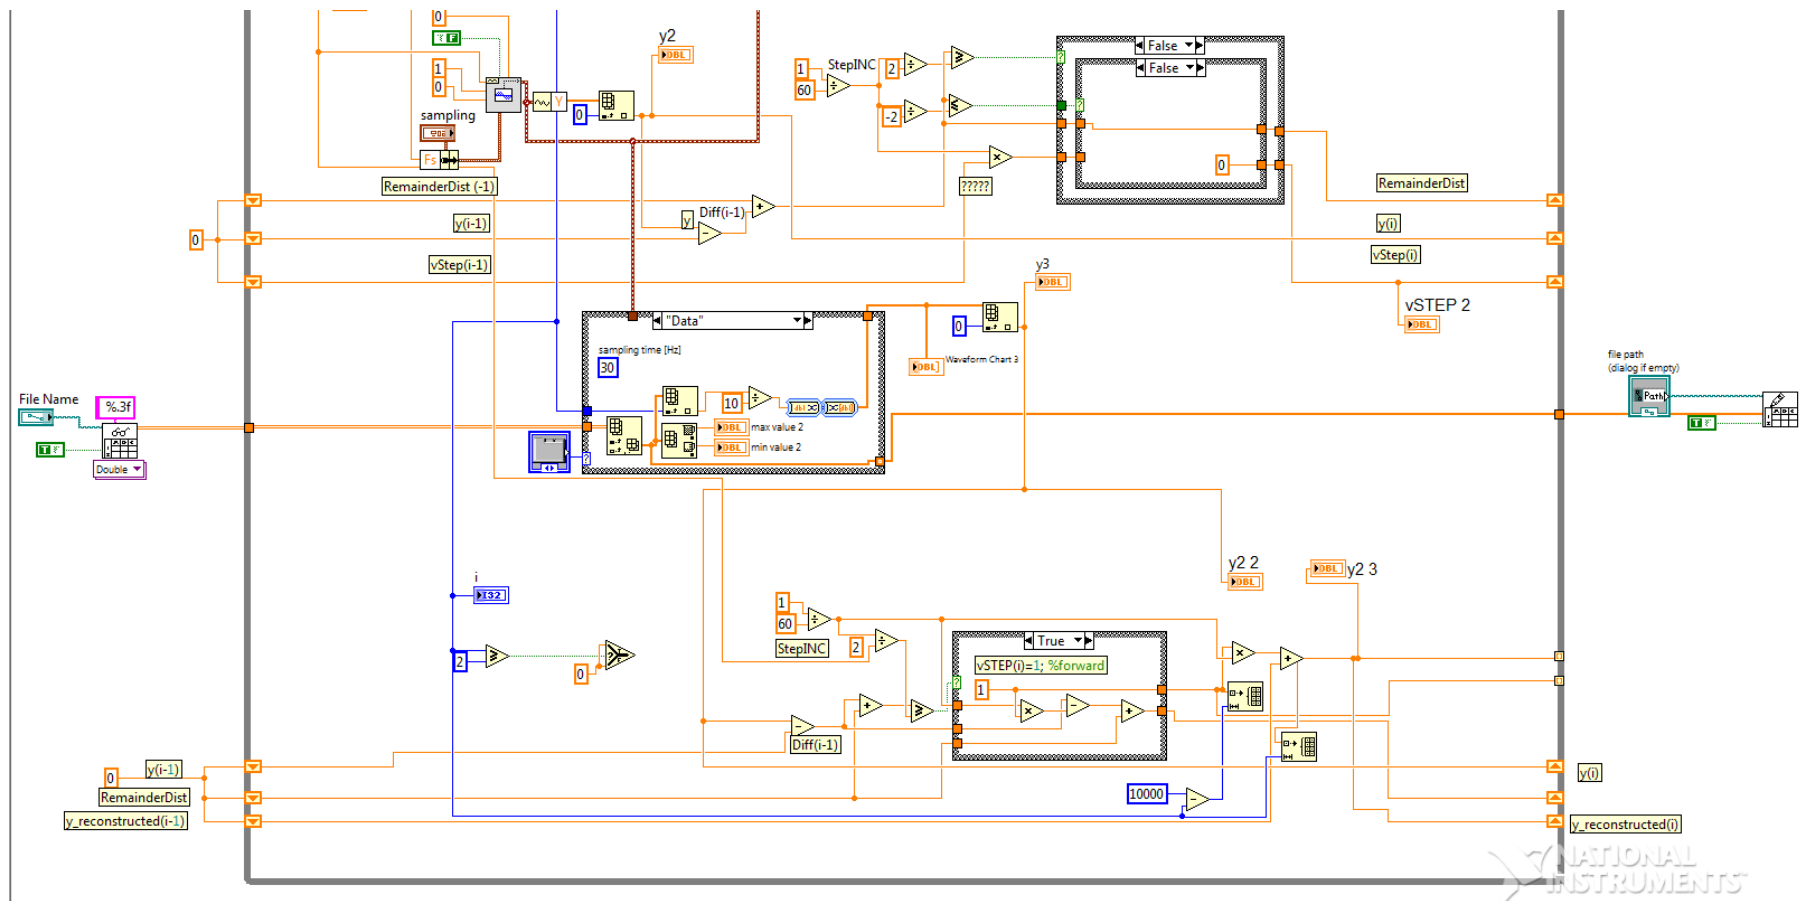 0
F
1
0
sampling
Fs
Y
0
y2
DBL
1
60
StepINC
2
-2
False
False
?
?
0
RemainderDist (-1)
?????
RemainderDist
y
Diff(i-1)
y(i-1)
y(i)
0
vStep(i-1)
vStep(i)
y3
DBL
vSTEP 2
DBL
"Data"
sampling time [Hz]
30
0
DBL
Waveform Chart 3
10
DBL
max value 2
DBL
min value 2
?
file path
(dialog if empty)
Path
T
File Name
%.3f
T
Double
i
I32
2
0
?
T
F
1
60
StepINC
2
True
vSTEP(i)=1; %forward
1
?
y2 2
DBL
DBL
y2 3
Diff(i-1)
10000
y(i-1)
0
RemainderDist
y_reconstructed(i-1)
y(i)
y_reconstructed(i)
NATIONAL
INSTRUMENTS™